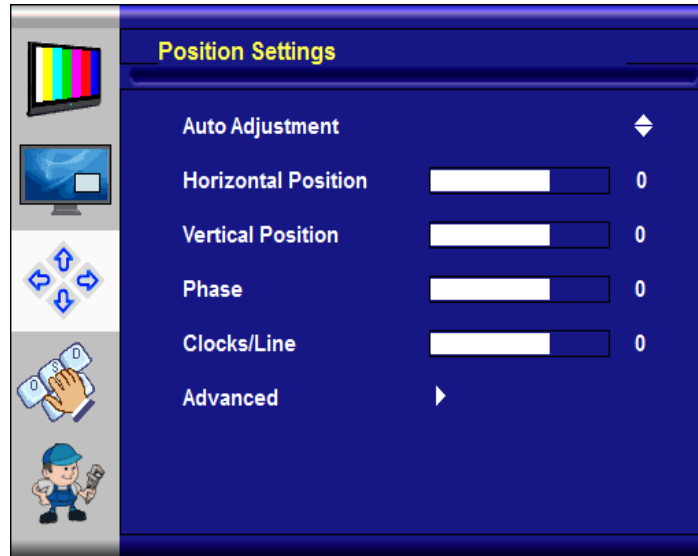 Position Settings
Auto Adjustment
Horizontal Position 0
Vertical Position 0
Phase 0
Clocks/Line 0
Advanced
O S D